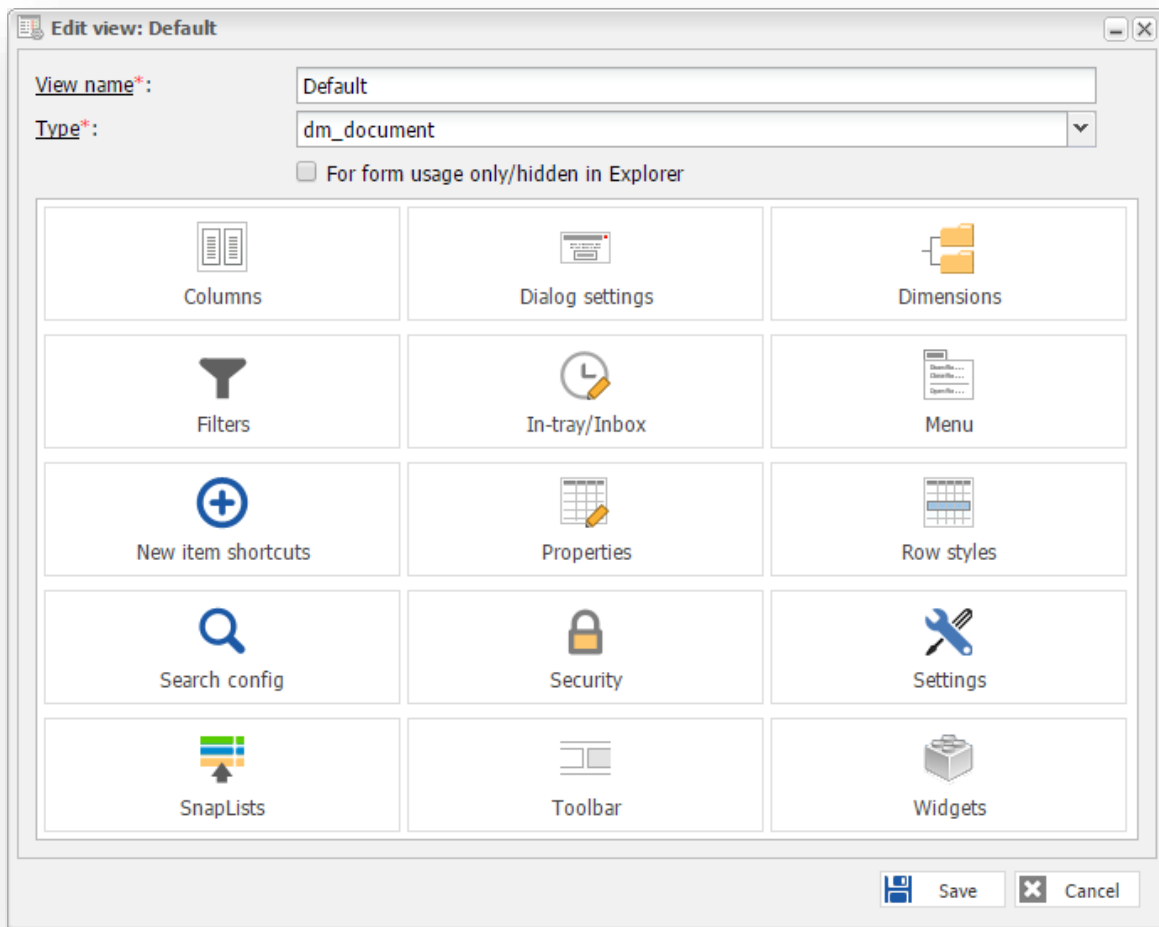 Edit view: Default
View name*:
Default
Type*:
dm_document
For form usage only/hidden in Explorer
Columns
Dialog settings
Dimensions
Filters
In-tray/Inbox
Menu
New item shortcuts
Properties
Row styles
Search config
Security
Settings
SnapLists
Toolbar
Widgets
Save
Cancel